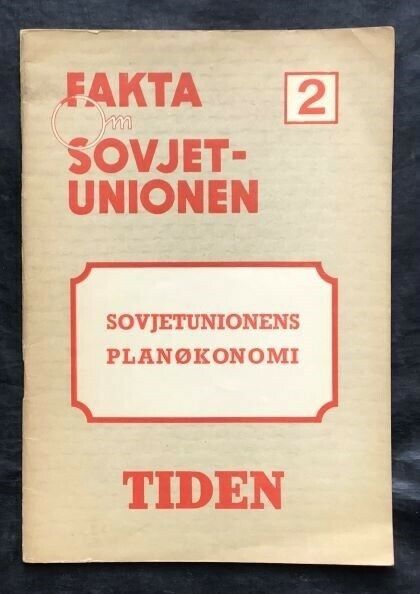 FAKTA
2
Om
SOVJET-
UNIONEN
SOVJETUNIONENS
PLANØKONOMI
TIDEN